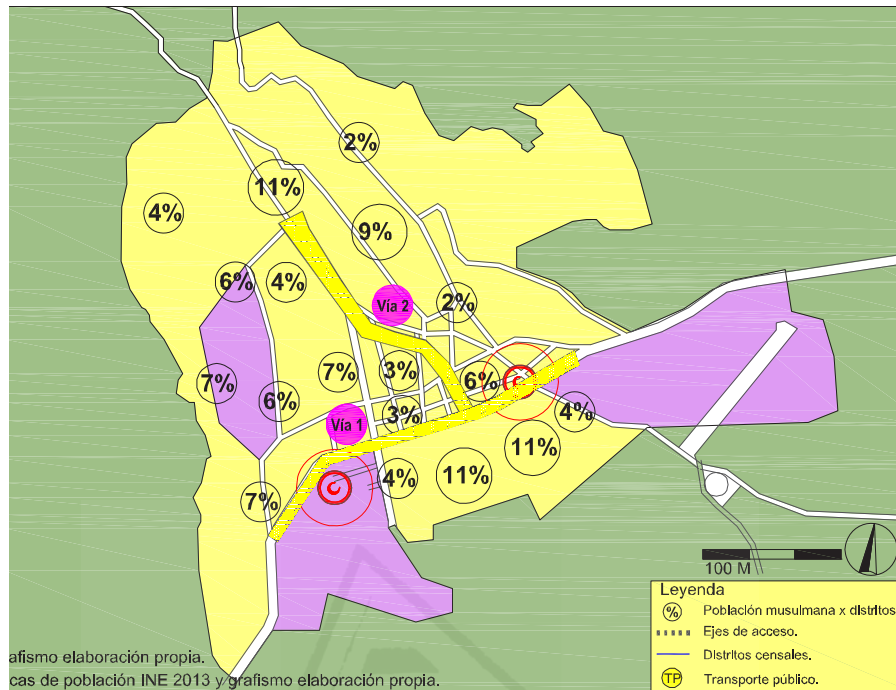 2%
11%
4%
9%
6%
4%
2%
Vía 2
7%
7%
3%
6%
6%
3%
4%
Vía 1
11%
11%
4%
7%
100 M
Leyenda
% Población musulmana x distritos
Ejes de acceso.
Distritos censales.
TP Transporte público.
afismo elaboración propia.
cas de población INE 2013 y grafismo elaboración propia.